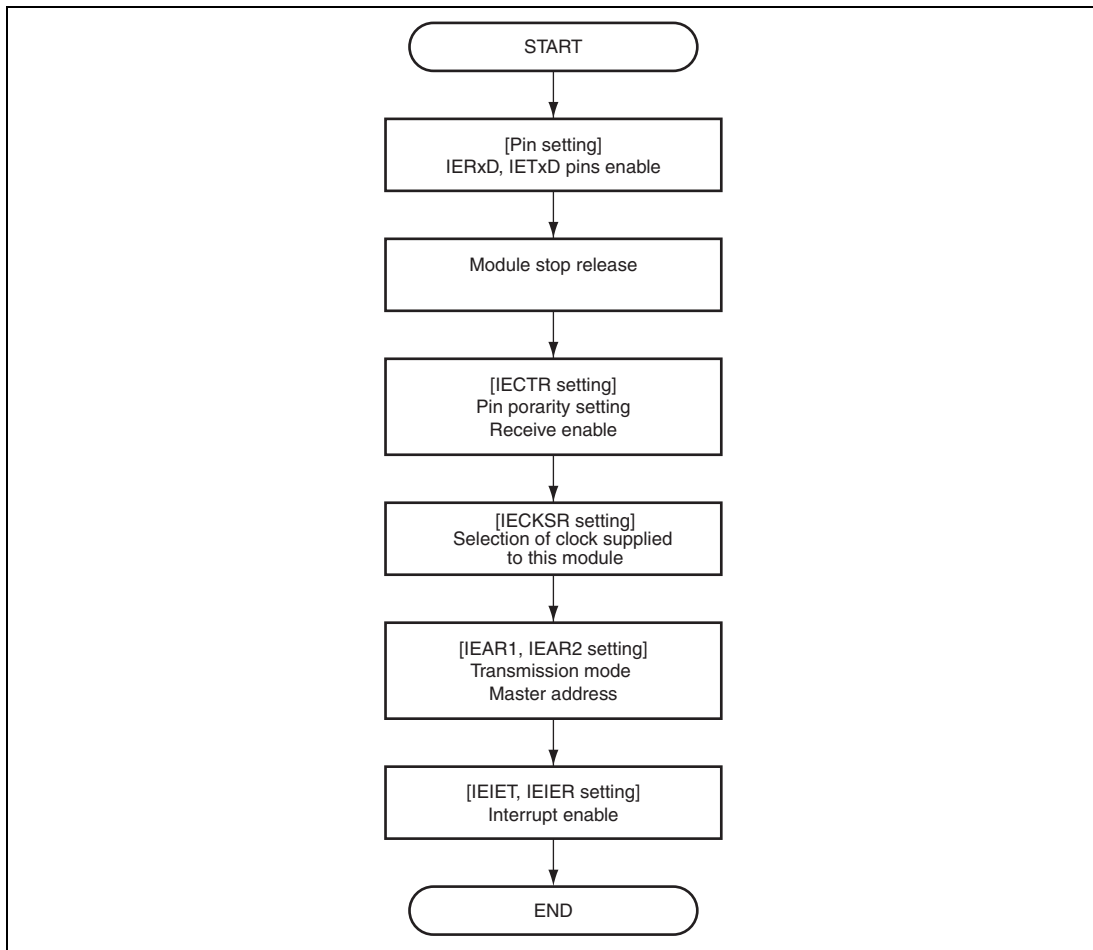 START
[Pin setting]
IERxD, IETxD pins enable
Module stop release
[IECTR setting]
Pin porarity setting
Receive enable
[IECKSR setting]
Selection of clock supplied
to this module
[IEAR1, IEAR2 setting]
Transmission mode
Master address
[IEIET, IEIER setting]
Interrupt enable
END